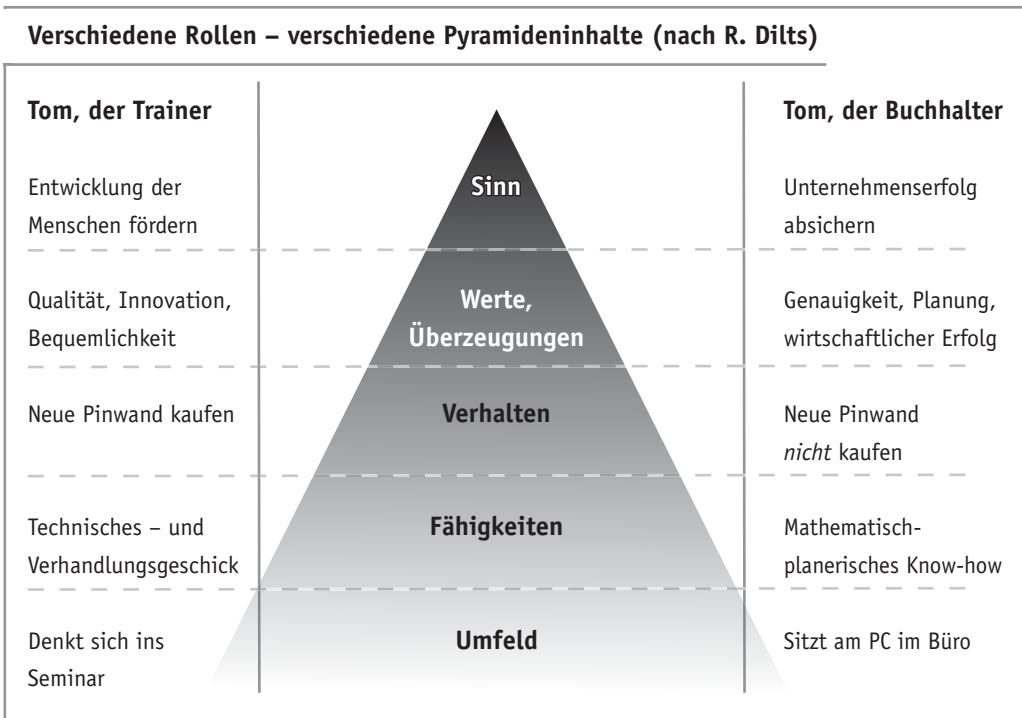 Verschiedene Rollen – verschiedene Pyramideninhalte (nach R. Dilts)
Tom, der Trainer
Tom, der Buchhalter
Entwicklung der
Menschen fördern
Sinn
Unternehmenserfolg
absichern
Qualität, Innovation,
Bequemlichkeit
Werte,
Überzeugungen
Genauigkeit, Planung,
wirtschaftlicher Erfolg
Neue Pinwand kaufen
Verhalten
Neue Pinwand
nicht kaufen
Technisches – und
Verhandlungsgeschick
Fähigkeiten
Mathematisch-
planerisches Know-how
Denkt sich ins
Seminar
Umfeld
Sitzt am PC im Büro